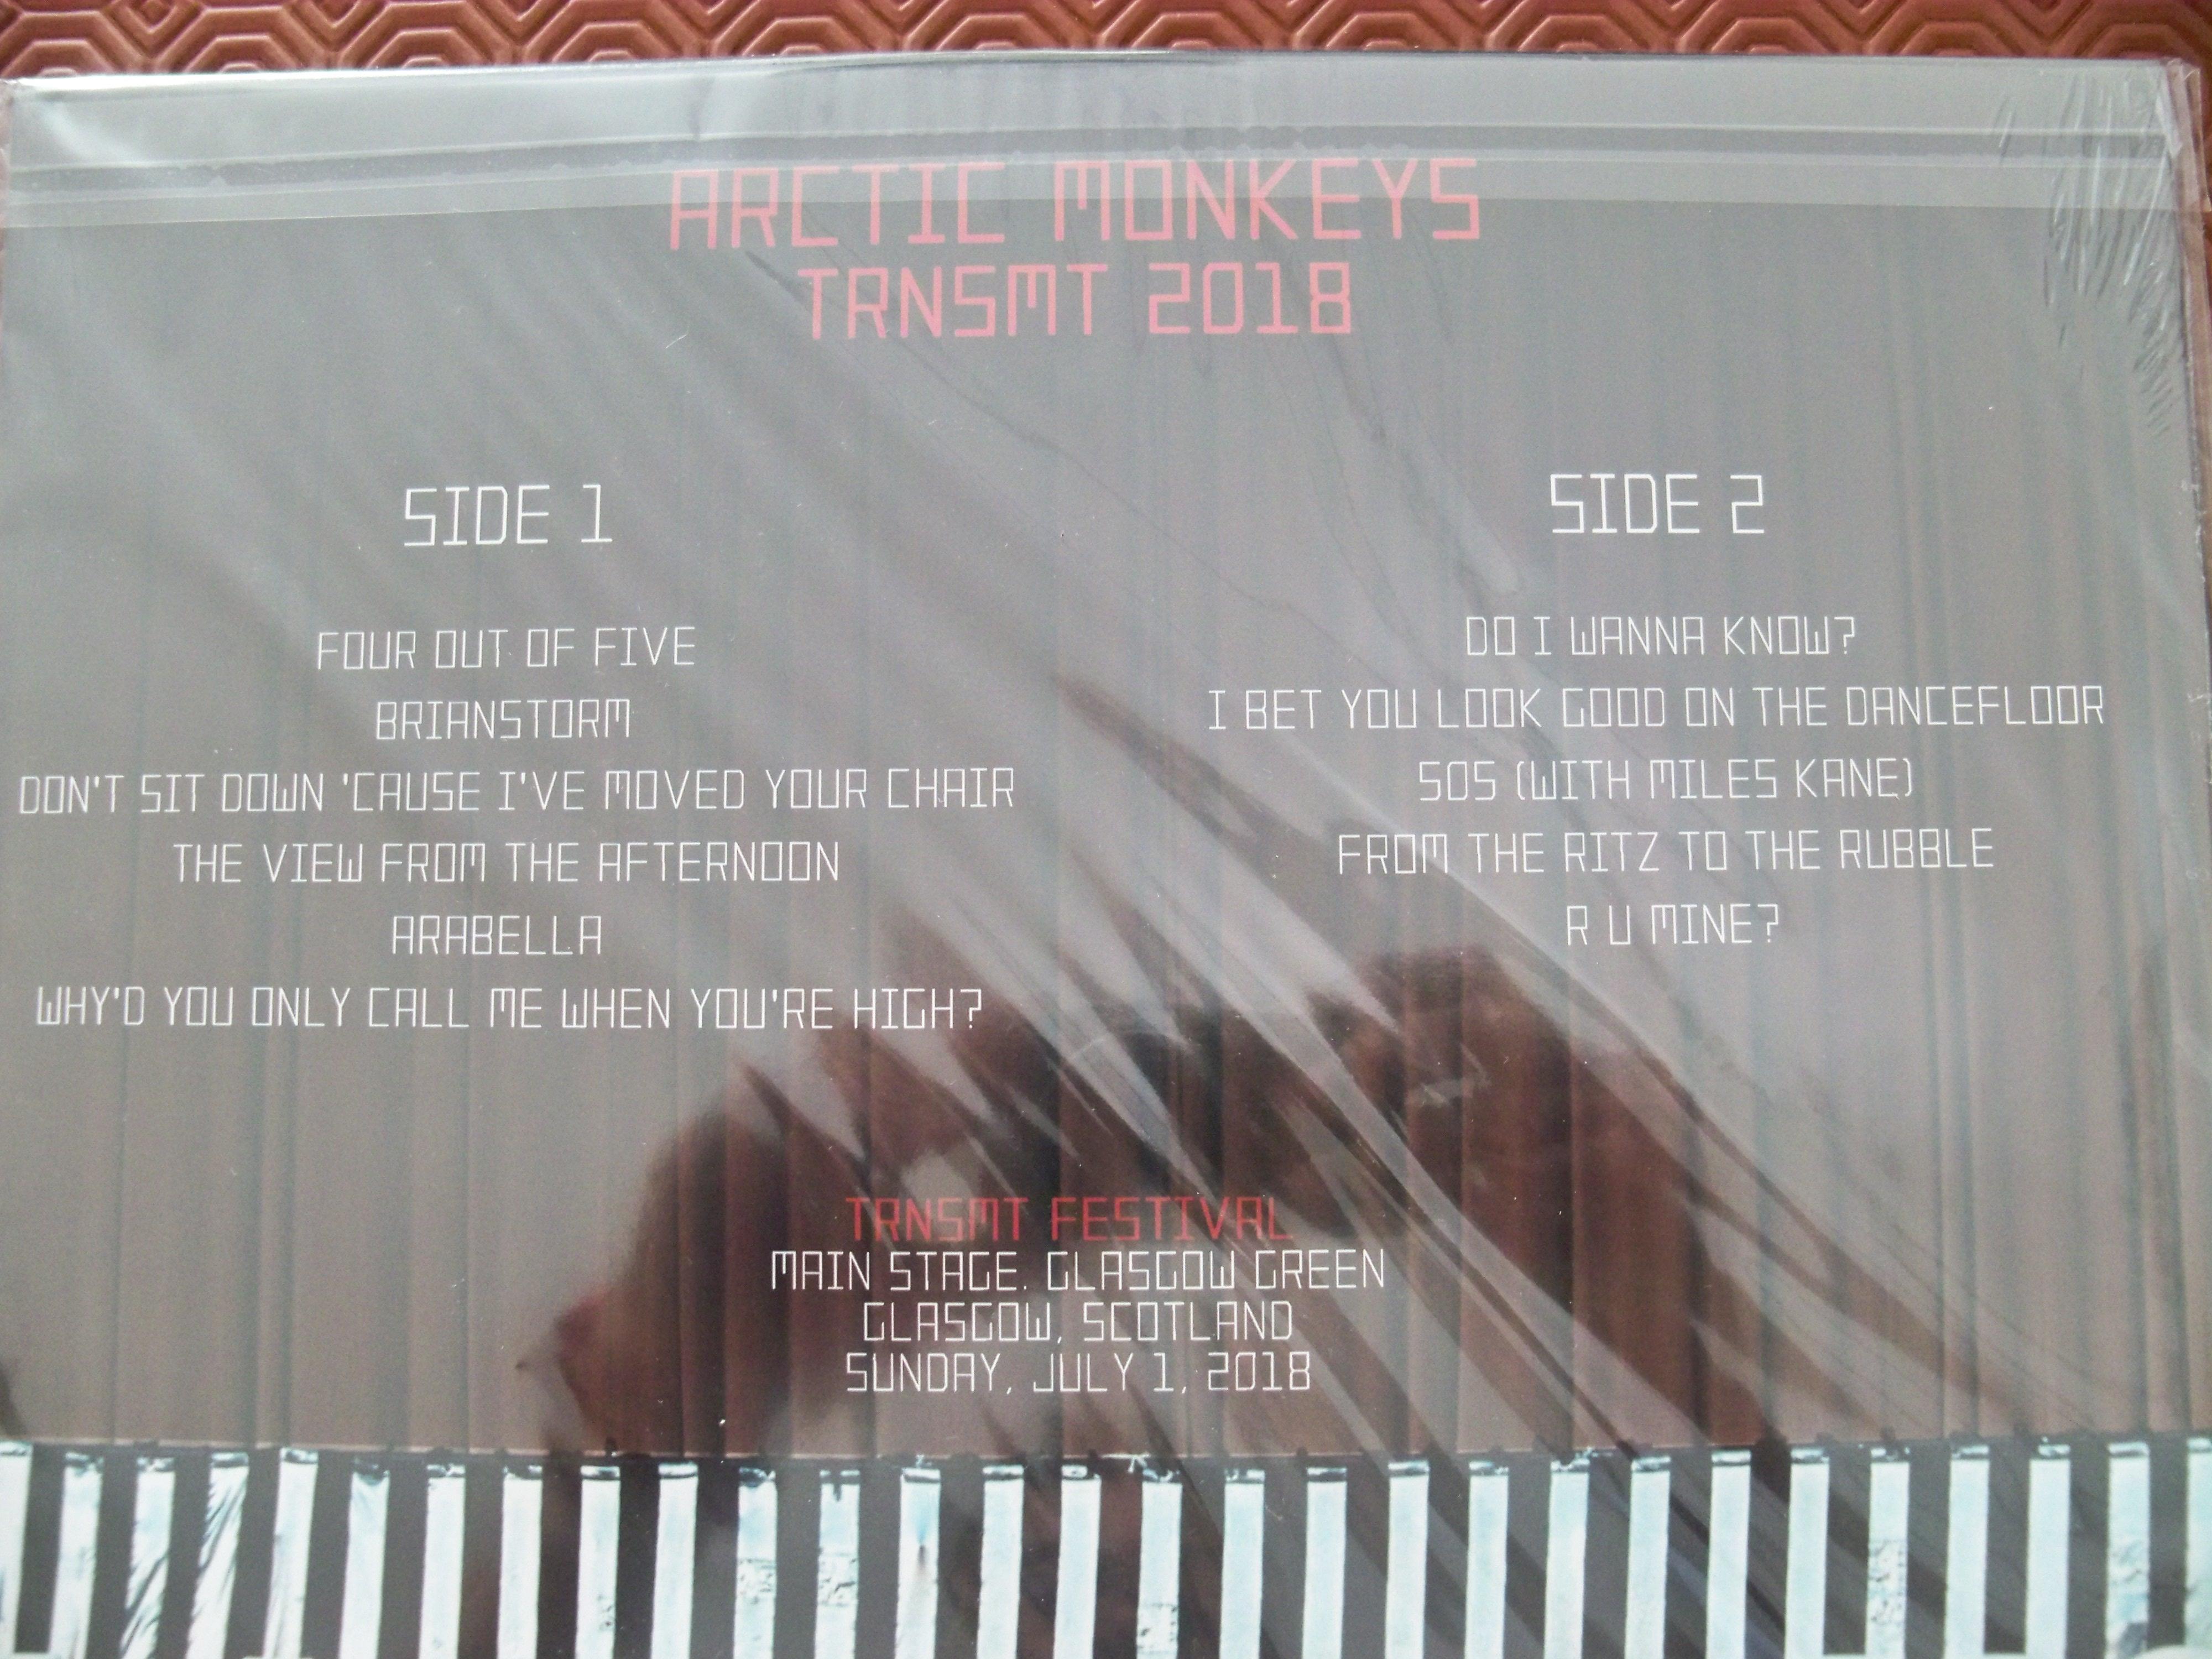 ARCTIC MONKEYS
TRNSMT 2018
SIDE 1
FOUR OUT OF FIVE
BRIANSTORM
DON'T SIT DOWN 'CAUSE I'VE MOVED YOUR CHAIR
THE VIEW FROM THE AFTERNOON
ARABELLA
WHY'D YOU ONLY CALL ME WHEN YOU'RE HIGH?
SIDE 2
DO I WANNA KNOW?
I BET YOU LOOK GOOD ON THE DANCEFLOOR
505 (WITH MILES KANE)
FROM THE RITZ TO THE RUBBLE
R U MINE?
TRNSMT FESTIVAL
MAIN STAGE. GLASGOW GREEN
GLASGOW, SCOTLAND
SUNDAY, JULY 1, 2018